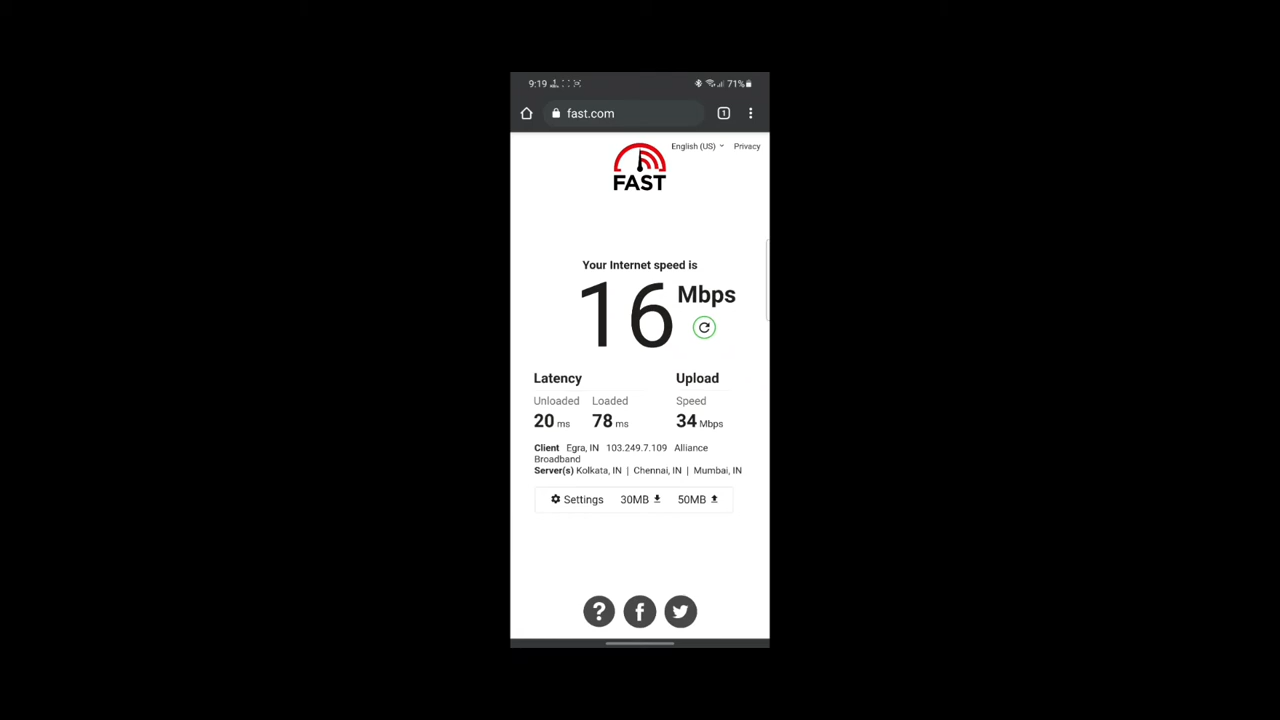 9:19 71%
fast.com 1
English (US) Privacy
FAST
Your Internet speed is
16 Mbps
Latency Upload
Unloaded Loaded Speed
20 ms 78 ms 34 Mbps
Client Egra, IN 103.249.7.109 Alliance
Broadband
Server(s) Kolkata, IN | Chennai, IN | Mumbai, IN
Settings 30MB 50MB
?
f